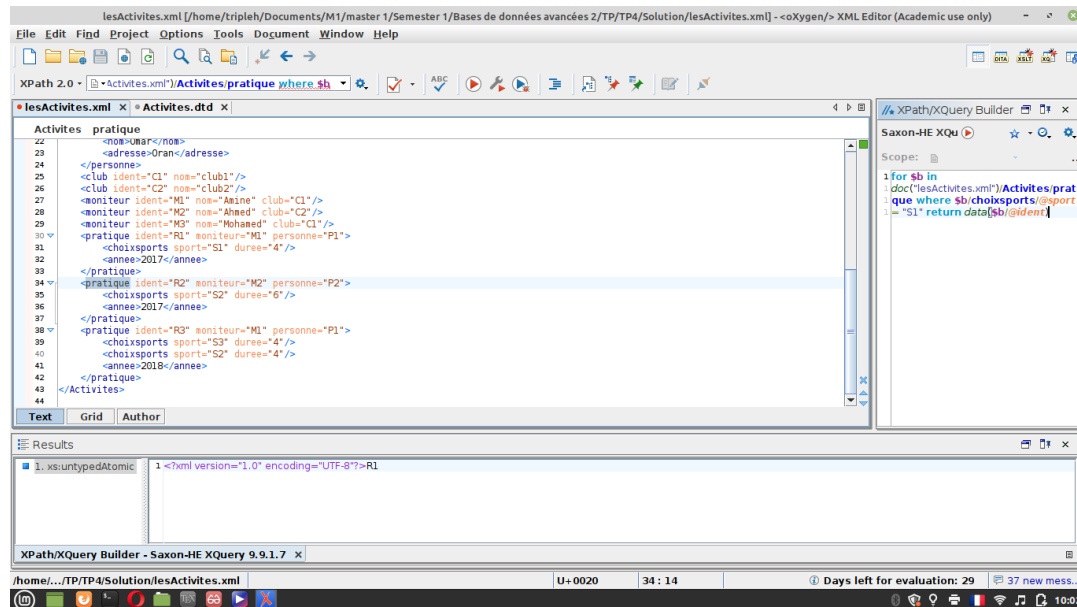 lesActivites.xml [/home/tripleh/Documents/M1/master 1/Semester 1/Bases de données avancées 2/TP/TP4/Solution/lesActivites.xml] - <oXygen/> XML Editor (Academic use only)
File Edit Find Project Options Tools Document Window Help
XPath 2.0 Activites.xml")/Activites/pratique where $b
lesActivites.xml × Activites.dtd ×
XPath/XQuery Builder
Activites pratique
Saxon-HE XQu
Scope:
22 <nom>Omar</nom>
23 <adresse>Oran</adresse>
24 </personne>
25 <club ident="C1" nom="club1"/>
26 <club ident="C2" nom="club2"/>
27 <moniteur ident="M1" nom="Amine" club="C1"/>
28 <moniteur ident="M2" nom="Ahmed" club="C2"/>
29 <moniteur ident="M3" nom="Mohamed" club="C1"/>
30 <pratique ident="R1" moniteur="M1" personne="P1">
31 <choixsports sport="S1" duree="4"/>
32 <annee>2017</annee>
33 </pratique>
34 <pratique ident="R2" moniteur="M2" personne="P2">
35 <choixsports sport="S2" duree="6"/>
36 <annee>2017</annee>
37 </pratique>
38 <pratique ident="R3" moniteur="M1" personne="P1">
39 <choixsports sport="S3" duree="4"/>
40 <choixsports sport="S2" duree="4"/>
41 <annee>2018</annee>
42 </pratique>
43 </Activites>
44
1 for $b in
1 doc("lesActivites.xml")/Activites/prat
1 que where $b/choixsports/@sport
1 = "S1" return data($b/@ident)
Text Grid Author
Results
1. xs:untypedAtomic
1 <?xml version="1.0" encoding="UTF-8"?>R1
XPath/XQuery Builder - Saxon-HE XQuery 9.9.1.7 ×
/home/.../TP/TP4/Solution/lesActivites.xml U+0020 34 : 14 Days left for evaluation: 29 37 new mess..
10:03